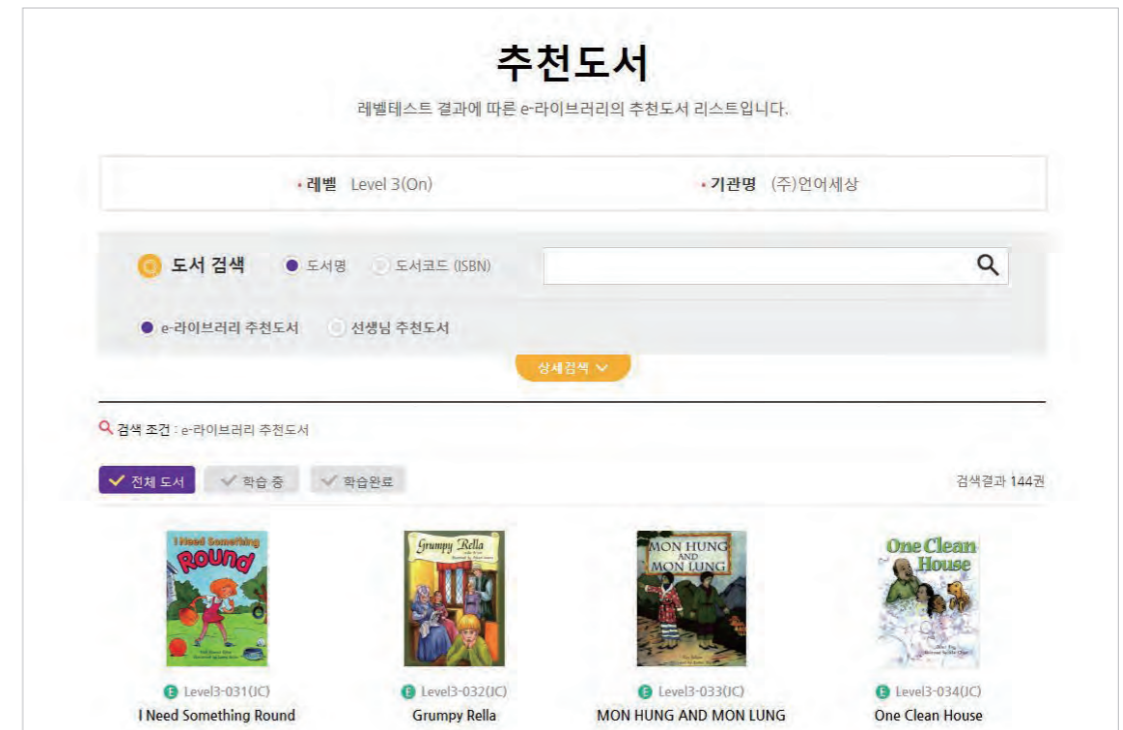 추천도서
레벨테스트 결과에 따른 e-라이브러리의 추천도서 리스트입니다.
• 레벨 Level 3(On) • 기관명 (주)언어세상
도서 검색 도서명 도서코드 (ISBN)
e-라이브러리 추천도서 선생님 추천도서
상세검색
검색 조건 : e-라이브러리 추천도서
전체 도서 학습 중 학습완료 검색결과 144권
I Need Something
ROUND
Grumpy Rella
MON HUNG
AND
MON LUNG
One Clean
House
E Level3-031(JC) E Level3-032(JC) E Level3-033(JC) E Level3-034(JC)
I Need Something Round Grumpy Rella MON HUNG AND MON LUNG One Clean House